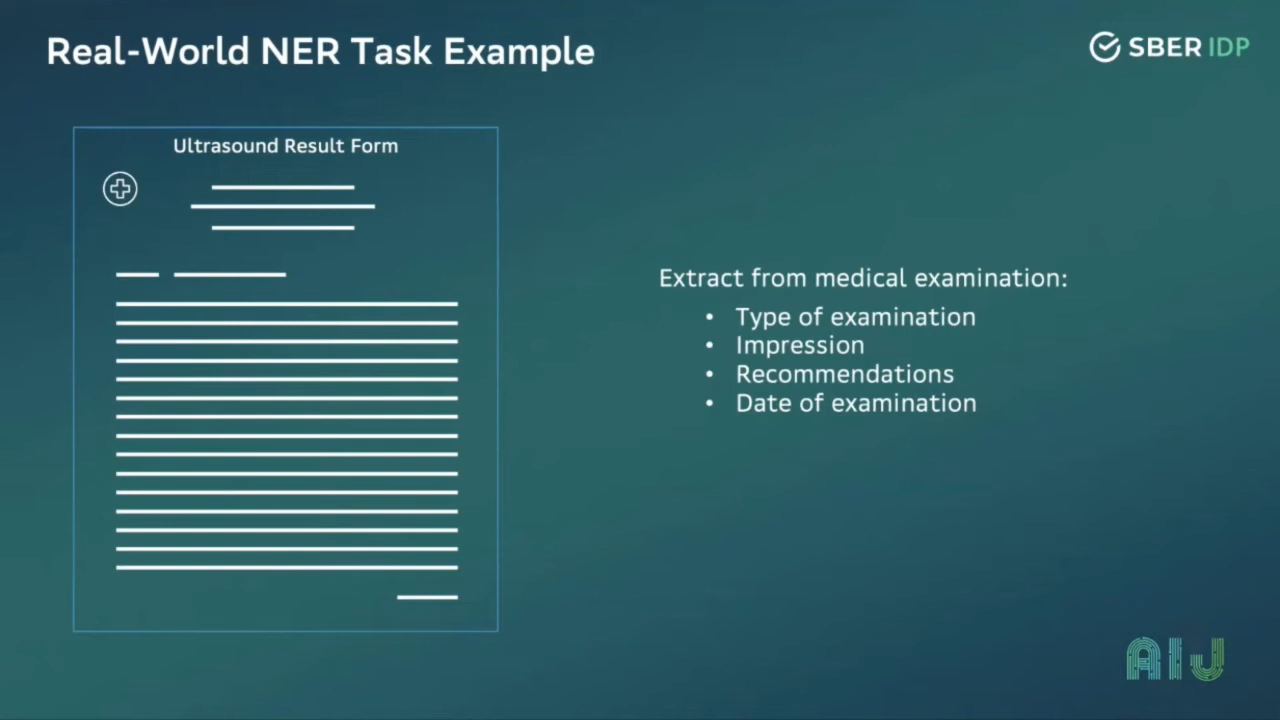 Real-World NER Task Example
SBER IDP
Ultrasound Result Form
Extract from medical examination:
• Type of examination
• Impression
• Recommendations
• Date of examination
AIJ